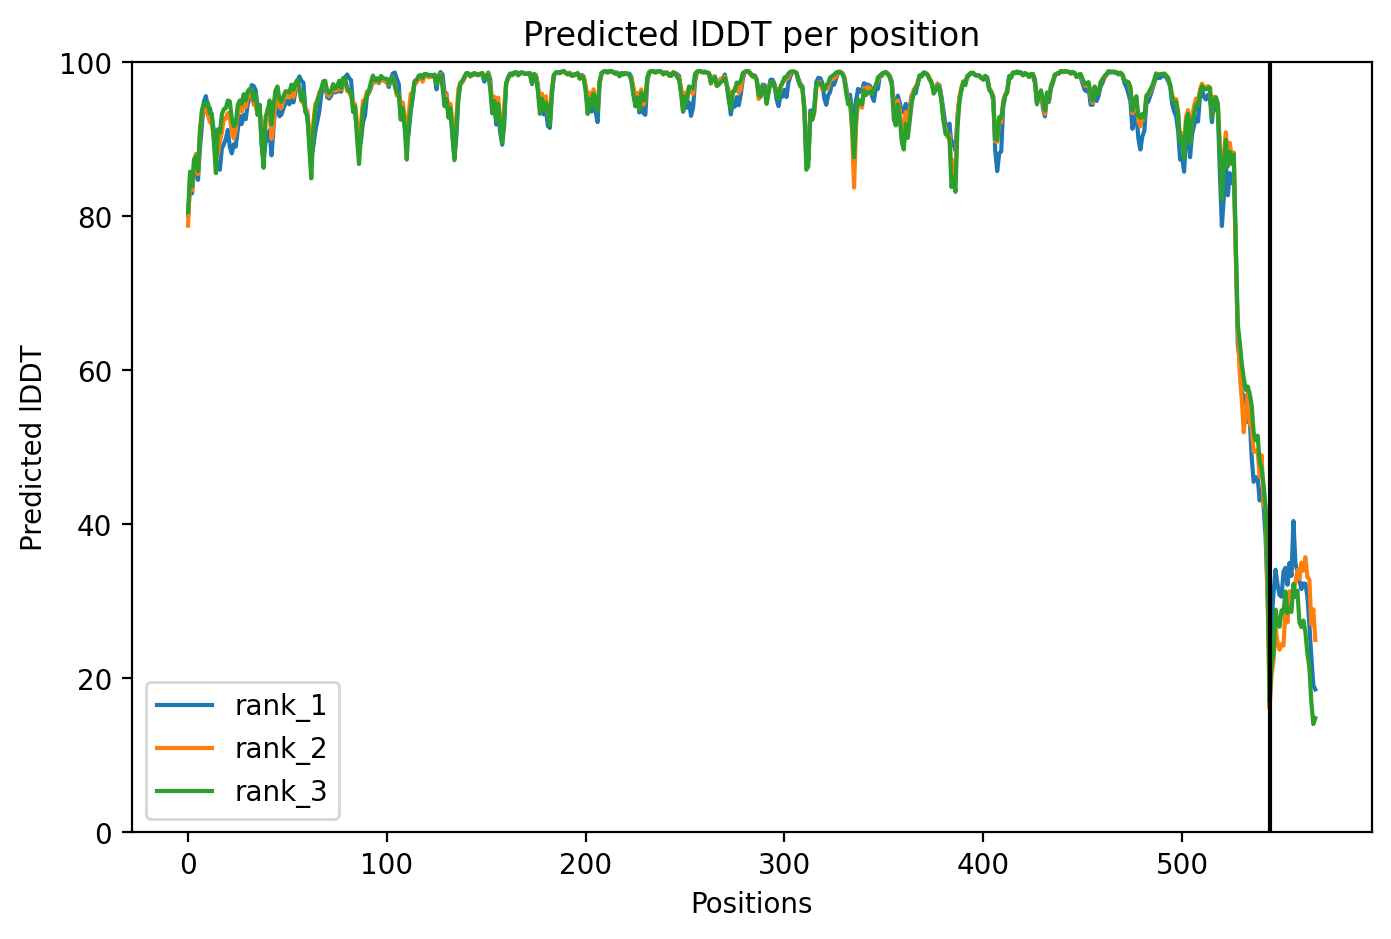 Predicted lDDT per position
100
80
60
40
20
0
Predicted lDDT
rank_1
rank_2
rank_3
0 100 200 300 400 500
Positions